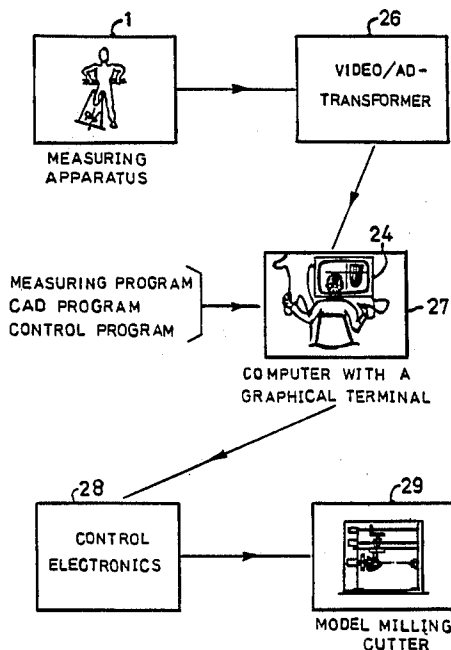 1
26
VIDEO/AD-
TRANSFORMER
MEASURING
APPARATUS
24
MEASURING PROGRAM
CAD PROGRAM
CONTROL PROGRAM
27
COMPUTER WITH A
GRAPHICAL TERMINAL
28
29
CONTROL
ELECTRONICS
MODEL MILLING
CUTTER